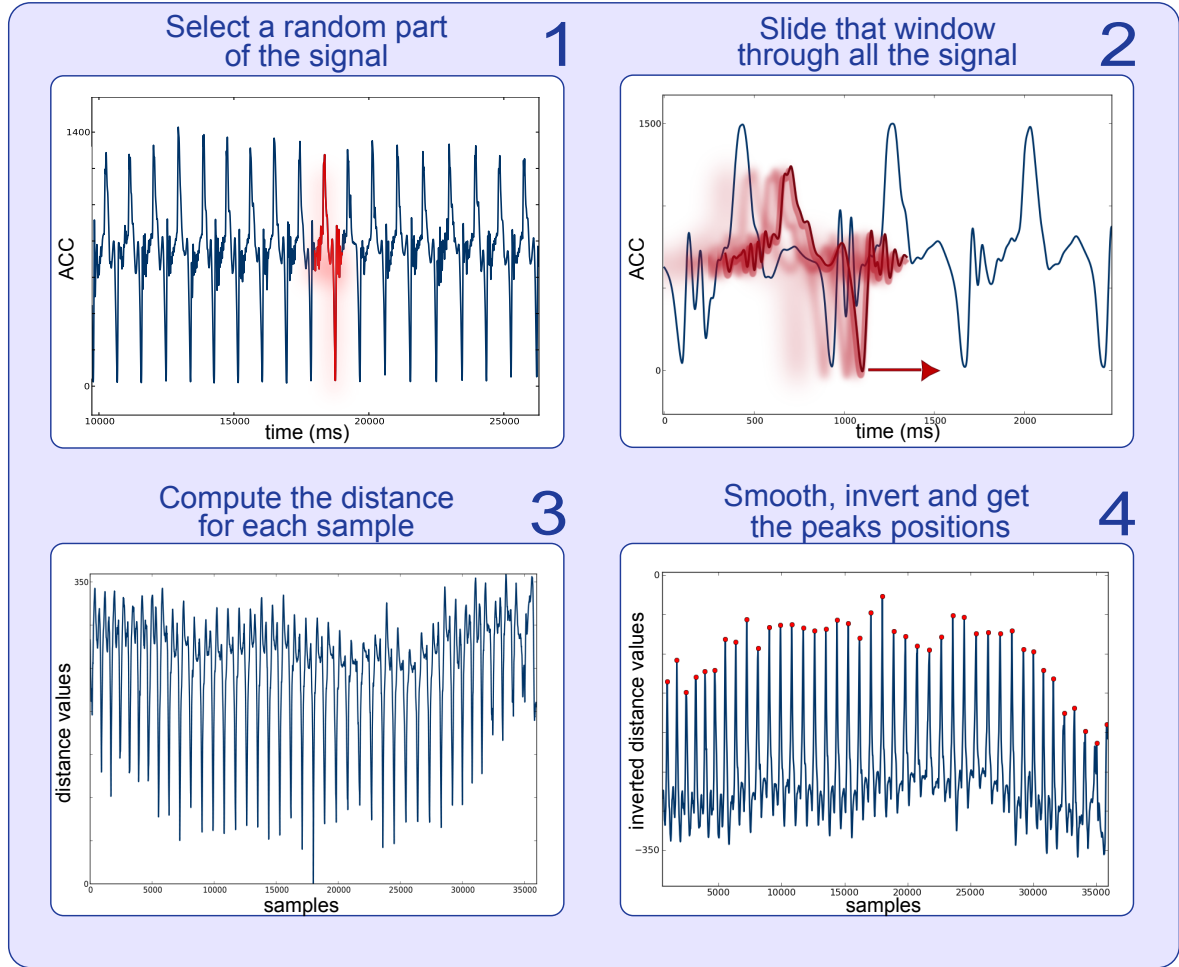 Select a random part
of the signal
1
1400
ACC
0
10000 15000 20000 25000
time (ms)
Slide that window
through all the signal
2
1500
ACC
0
0 500 1000 1500 2000
time (ms)
Compute the distance
for each sample
3
350
distance values
0
0 5000 10000 15000 20000 25000 30000 35000
samples
Smooth, invert and get
the peaks positions
4
0
inverted distance values
−350
5000 10000 15000 20000 25000 30000 35000
samples